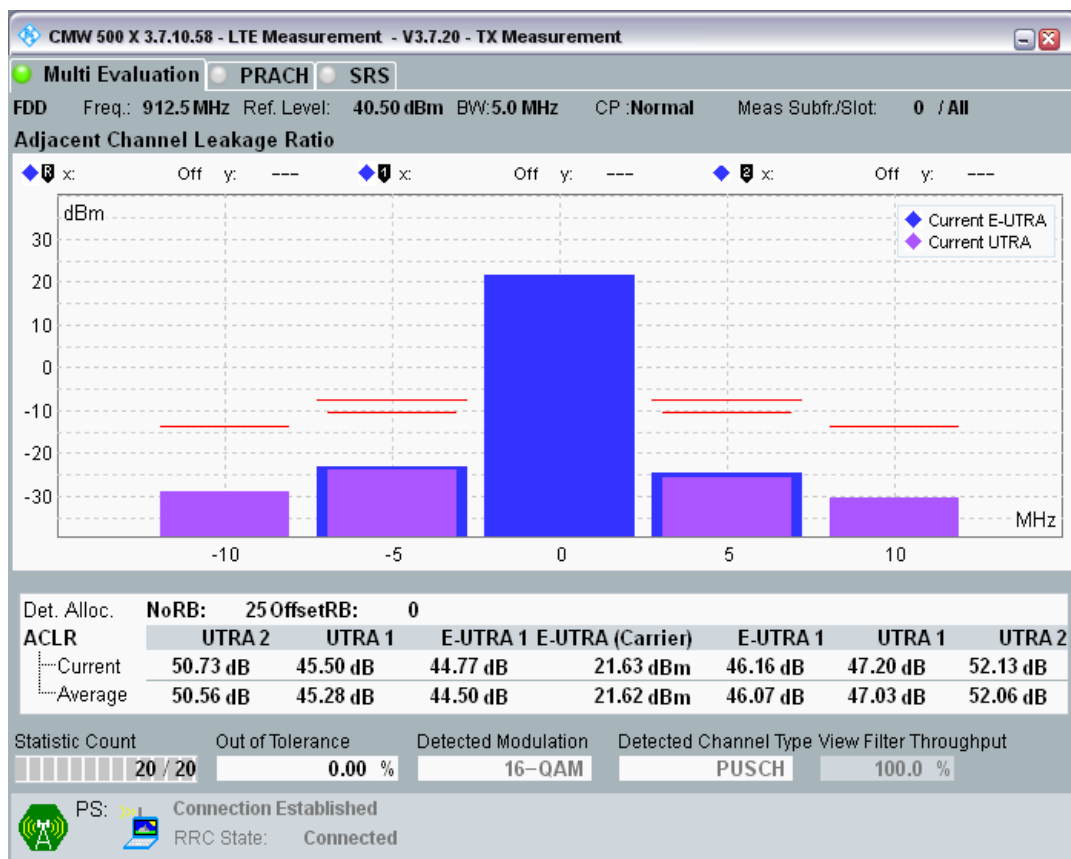 CMW 500 X 3.7.10.58 - LTE Measurement - V3.7.20 - TX Measurement
Multi Evaluation PRACH SRS
FDD Freq.: 912.5 MHz Ref. Level: 40.50 dBm BW:5.0 MHz CP :Normal Meas Subfr./Slot: 0 / All
Adjacent Channel Leakage Ratio
R x: Off y: --- 1 x: Off y: --- 2 x: Off y: ---
dBm
Current E-UTRA
Current UTRA
30
20
10
0
-10
-20
-30
MHz
-10 -5 0 5 10
Det. Alloc. NoRB: 25 OffsetRB: 0
ACLR UTRA 2 UTRA 1 E-UTRA 1 E-UTRA (Carrier) E-UTRA 1 UTRA 1 UTRA 2
Current 50.73 dB 45.50 dB 44.77 dB 21.63 dBm 46.16 dB 47.20 dB 52.13 dB
Average 50.56 dB 45.28 dB 44.50 dB 21.62 dBm 46.07 dB 47.03 dB 52.06 dB
Statistic Count Out of Tolerance Detected Modulation Detected Channel Type View Filter Throughput
20 / 20 0.00 % 16-QAM PUSCH 100.0 %
PS: Connection Established
RRC State: Connected